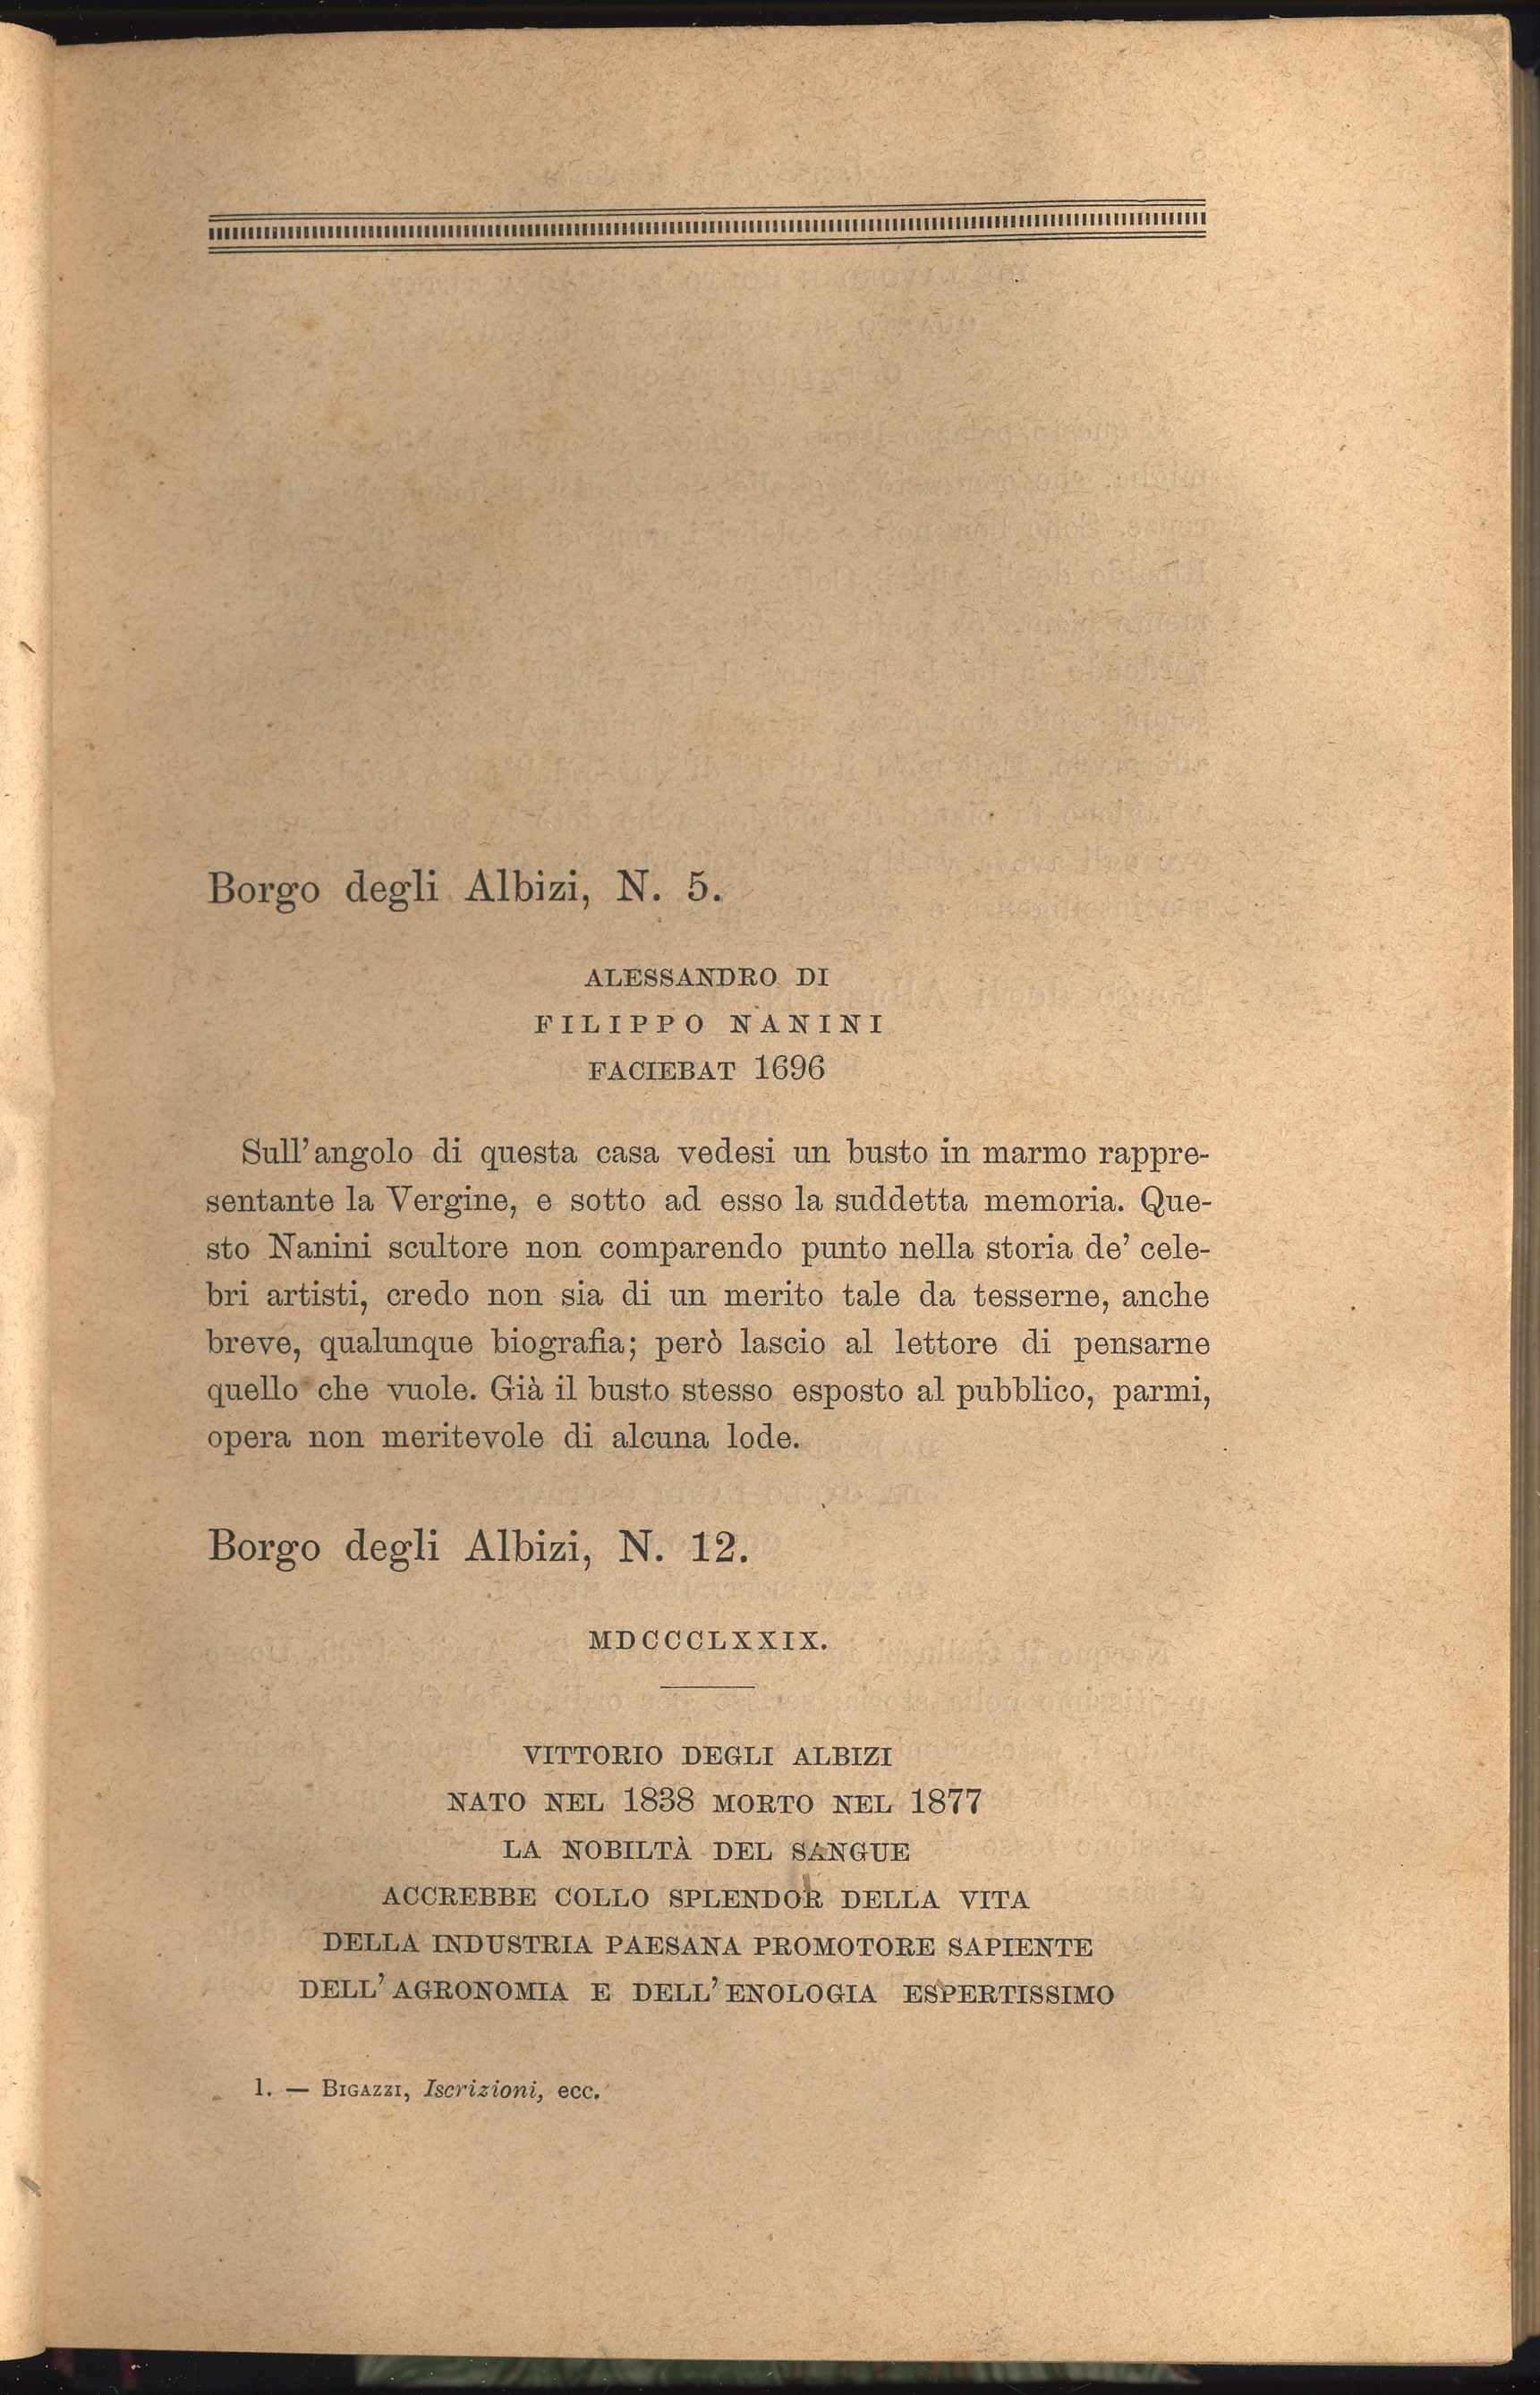 Borgo degli Albizi, N. 5.
ALESSANDRO DI
FILIPPO NANINI
FACIEBAT 1696
Sull'angolo di questa casa vedesi un busto in marmo rappre-
sentante la Vergine, e sotto ad esso la suddetta memoria. Que-
sto Nanini scultore non comparendo punto nella storia de' cele-
bri artisti, credo non sia di un merito tale da tesserne, anche
breve, qualunque biografia; però lascio al lettore di pensarne
quello che vuole. Già il busto stesso esposto al pubblico, parmi,
opera non meritevole di alcuna lode.
Borgo degli Albizi, N. 12.
MDCCCLXXIX.
VITTORIO DEGLI ALBIZI
NATO NEL 1838 MORTO NEL 1877
LA NOBILTÀ DEL SANGUE
ACCREBBE COLLO SPLENDOR DELLA VITA
DELLA INDUSTRIA PAESANA PROMOTORE SAPIENTE
DELL'AGRONOMIA E DELL'ENOLOGIA ESPERTISSIMO
1. — BIGAZZI, Iscrizioni, ecc.